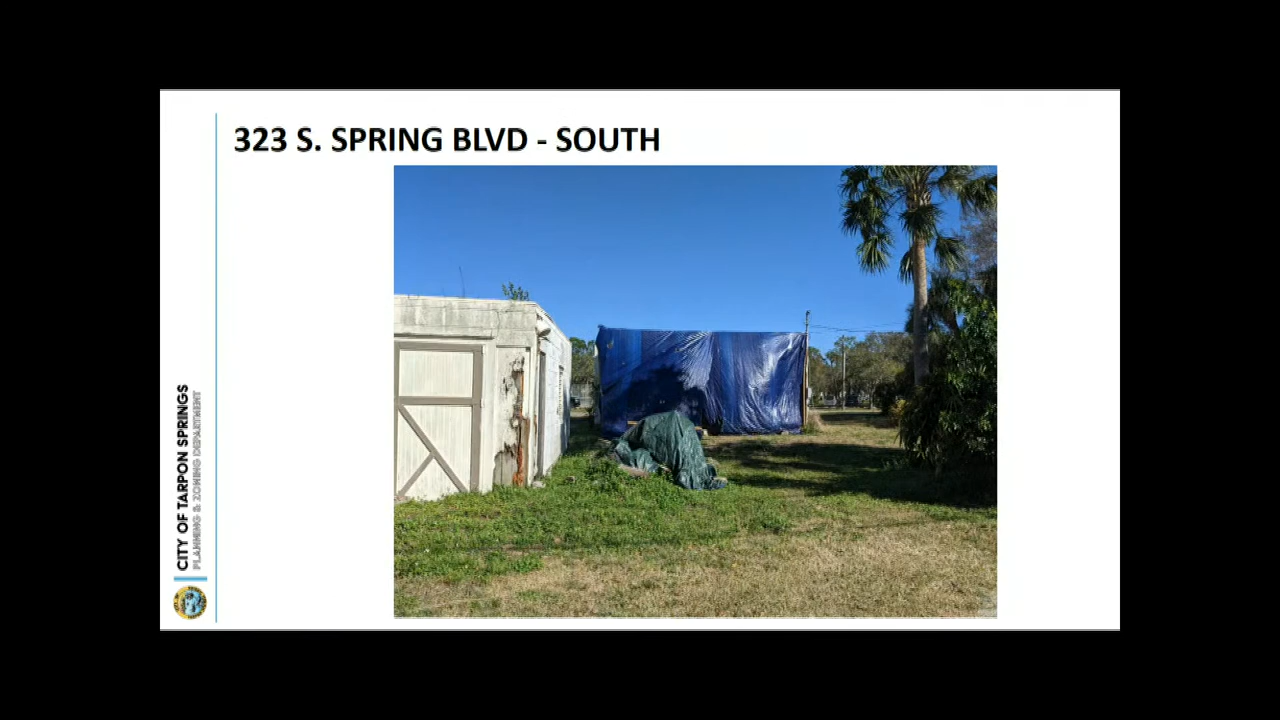 323 S. SPRING BLVD - SOUTH
CITY OF TARPON SPRINGS
PLANNING & ZONING DEPARTMENT